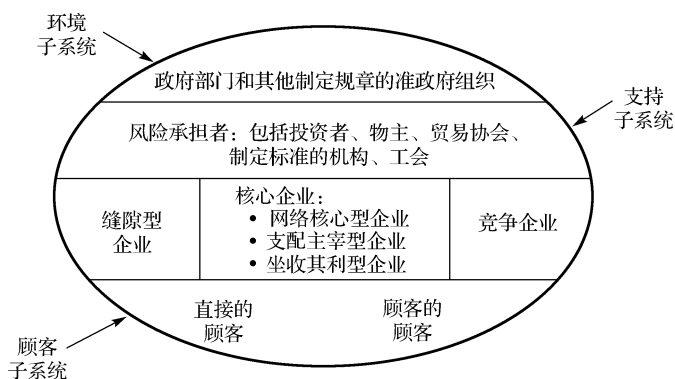 环境
子系统
政府部门和其他制定规章的准政府组织
支持
子系统
风险承担者：包括投资者、物主、贸易协会、
制定标准的机构、工会
缝隙型
企业
核心企业：
• 网络核心型企业
• 支配主宰型企业
• 坐收其利型企业
竞争企业
直接的
顾客
顾客的
顾客
顾客
子系统